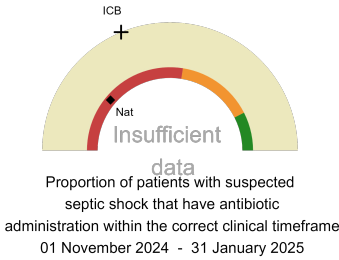 ICB
Nat
Insufficient
data
Proportion of patients with suspected
septic shock that have antibiotic
administration within the correct clinical timeframe
01 November 2024 - 31 January 2025